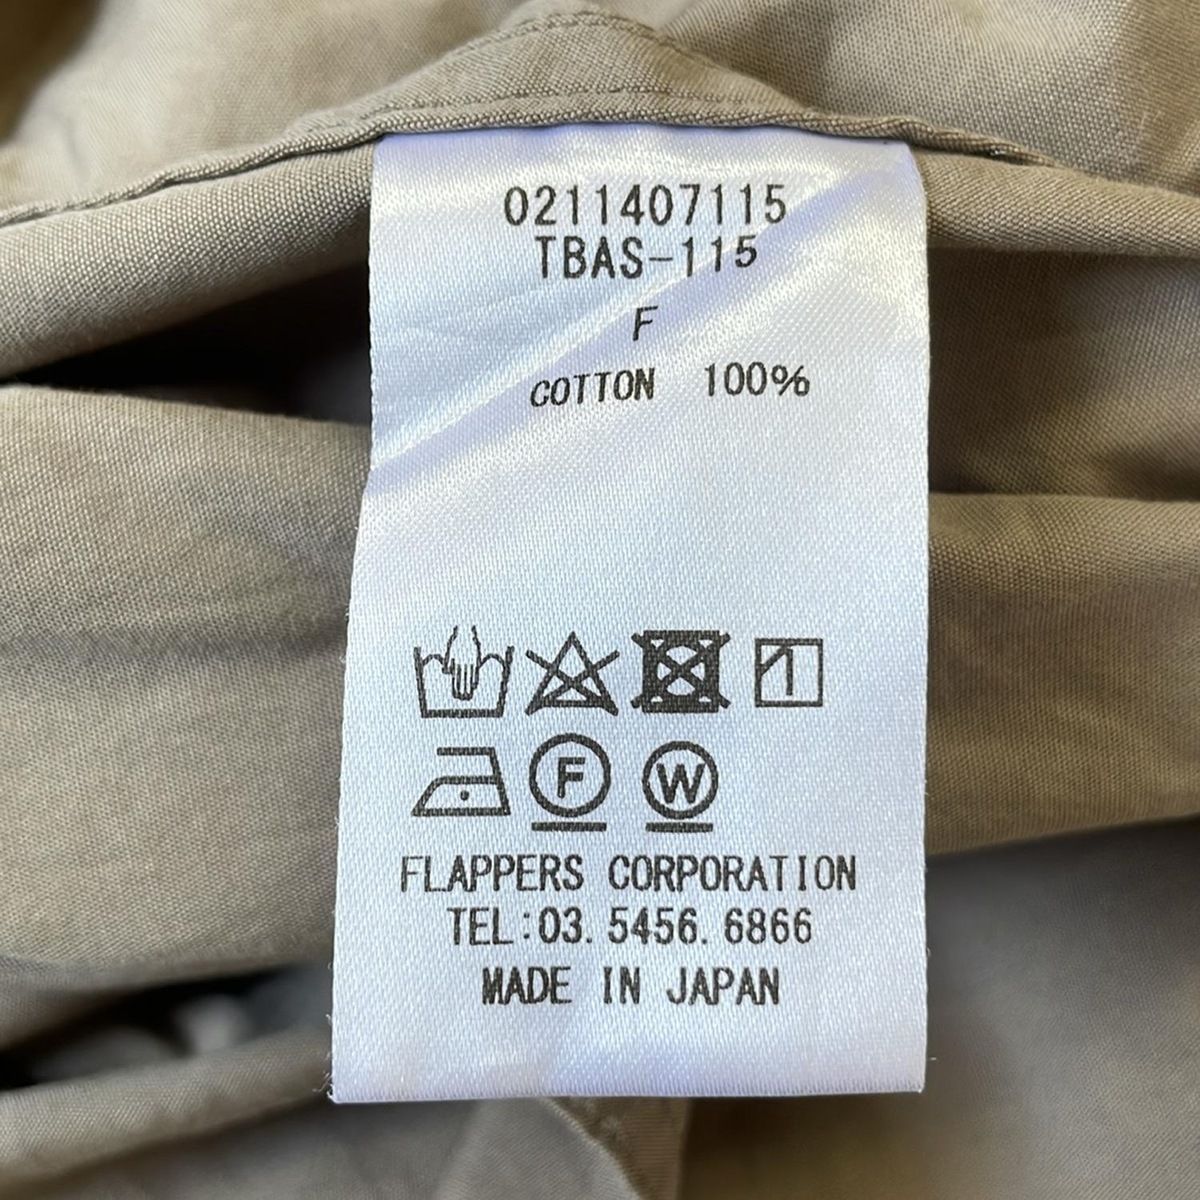 0211407115
TBAS-115
F
COTTON 100%
F W
FLAPPERS CORPORATION
TEL:03.5456.6866
MADE IN JAPAN